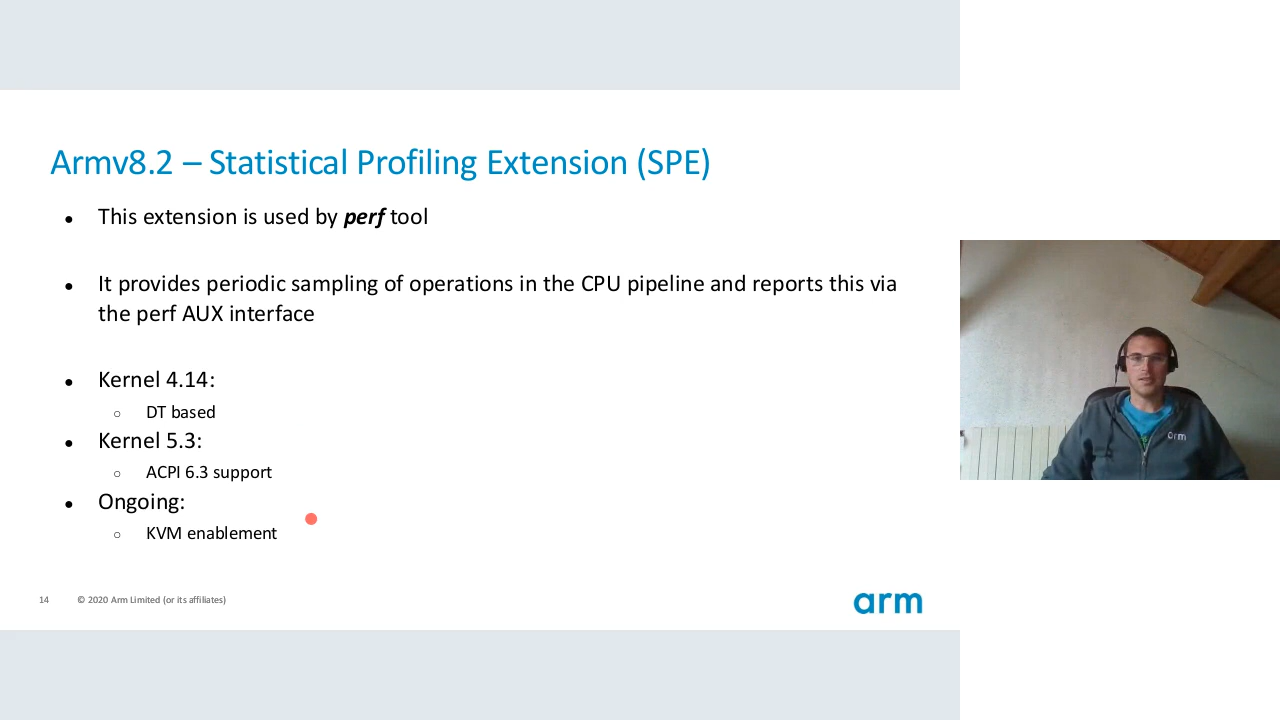 Armv8.2 – Statistical Profiling Extension (SPE)
● This extension is used by perf tool
● It provides periodic sampling of operations in the CPU pipeline and reports this via
the perf AUX interface
● Kernel 4.14:
○ DT based
● Kernel 5.3:
○ ACPI 6.3 support
● Ongoing:
○ KVM enablement
14 © 2020 Arm Limited (or its affiliates)
arm
arm